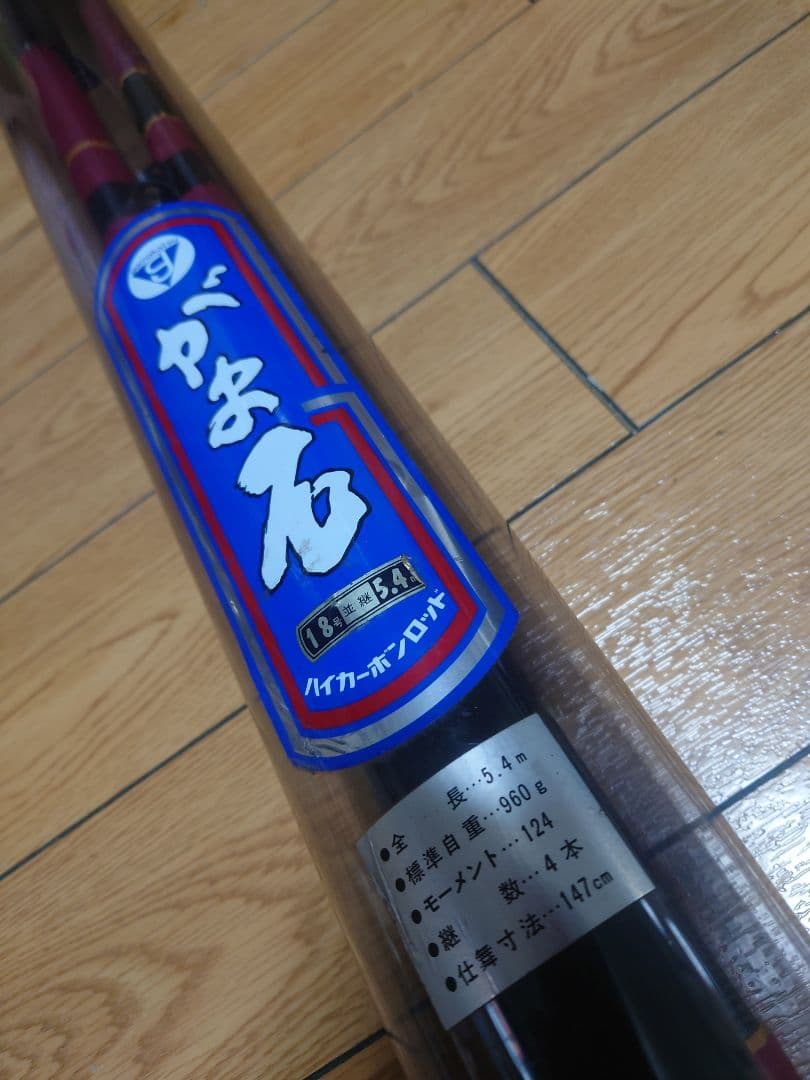 がま石
18号 並継 5.4m
ハイカーボンロッド
●全 長…5.4m
●標準自重…960g
●モーメント…124
●継 数…4本
●仕舞寸法…147cm